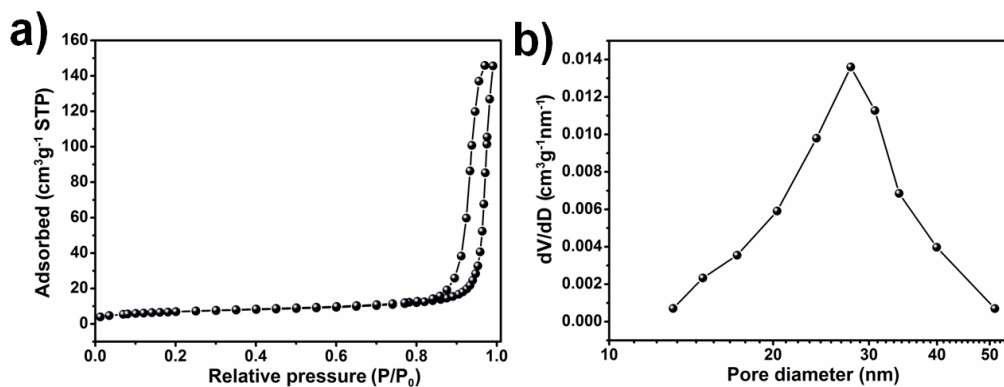 a)
Adsorbed (cm³g⁻¹ STP)
160
140
120
100
80
60
40
20
0
0.0 0.2 0.4 0.6 0.8 1.0
Relative pressure (P/P₀)
b)
dV/dD (cm³g⁻¹nm⁻¹)
0.014
0.012
0.010
0.008
0.006
0.004
0.002
0.000
10 20 30 40 50
Pore diameter (nm)